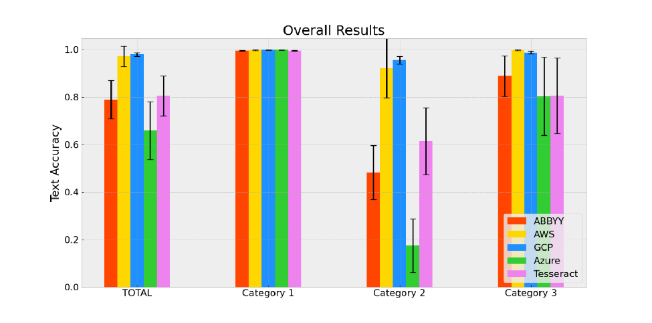 Overall Results
Text Accuracy
1.0
0.8
0.6
0.4
0.2
0.0
TOTAL
Category 1
Category 2
Category 3
ABBYY
AWS
GCP
Azure
Tesseract